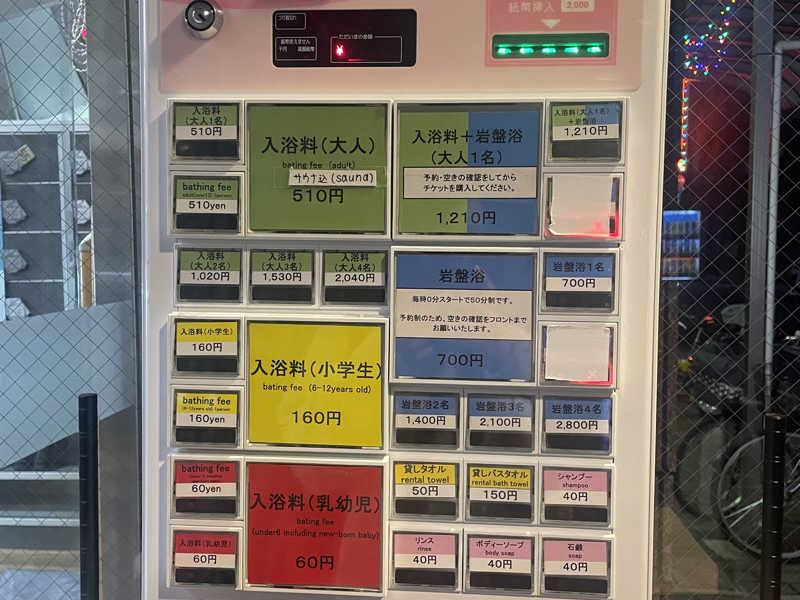 つり銭切れ
ただいまの金額
¥
紙幣挿入
2,000
入浴料
(大人1名)
510円
入浴料(大人)
bating fee (adult)
サウナ込(sauna)
510円
入浴料+岩盤浴
(大人1名)
予約・空きの確認をしてから
チケットを購入してください。
1,210円
入浴料(大人1名)
+岩盤浴
1,210円
bathing fee
510yen
入浴料
(大人2名)
1,020円
入浴料
(大人3名)
1,530円
入浴料
(大人4名)
2,040円
岩盤浴
毎時0分スタートで50分制です。
予約制のため、空きの確認をフロントまで
お願いいたします。
700円
岩盤浴1名
700円
入浴料(小学生)
160円
入浴料(小学生)
bating fee (6-12years old)
160円
bathing fee
(6-12years old) 1person
160yen
岩盤浴2名
1,400円
岩盤浴3名
2,100円
岩盤浴4名
2,800円
bathing fee
60yen
入浴料(乳幼児)
bating fee
(under6 including new-born baby)
60円
貸しタオル
rental towel
50円
貸しバスタオル
rental bath towel
150円
シャンプー
shampoo
40円
入浴料(乳幼児)
60円
リンス
rinse
40円
ボディーソープ
body soap
40円
石鹸
soap
40円